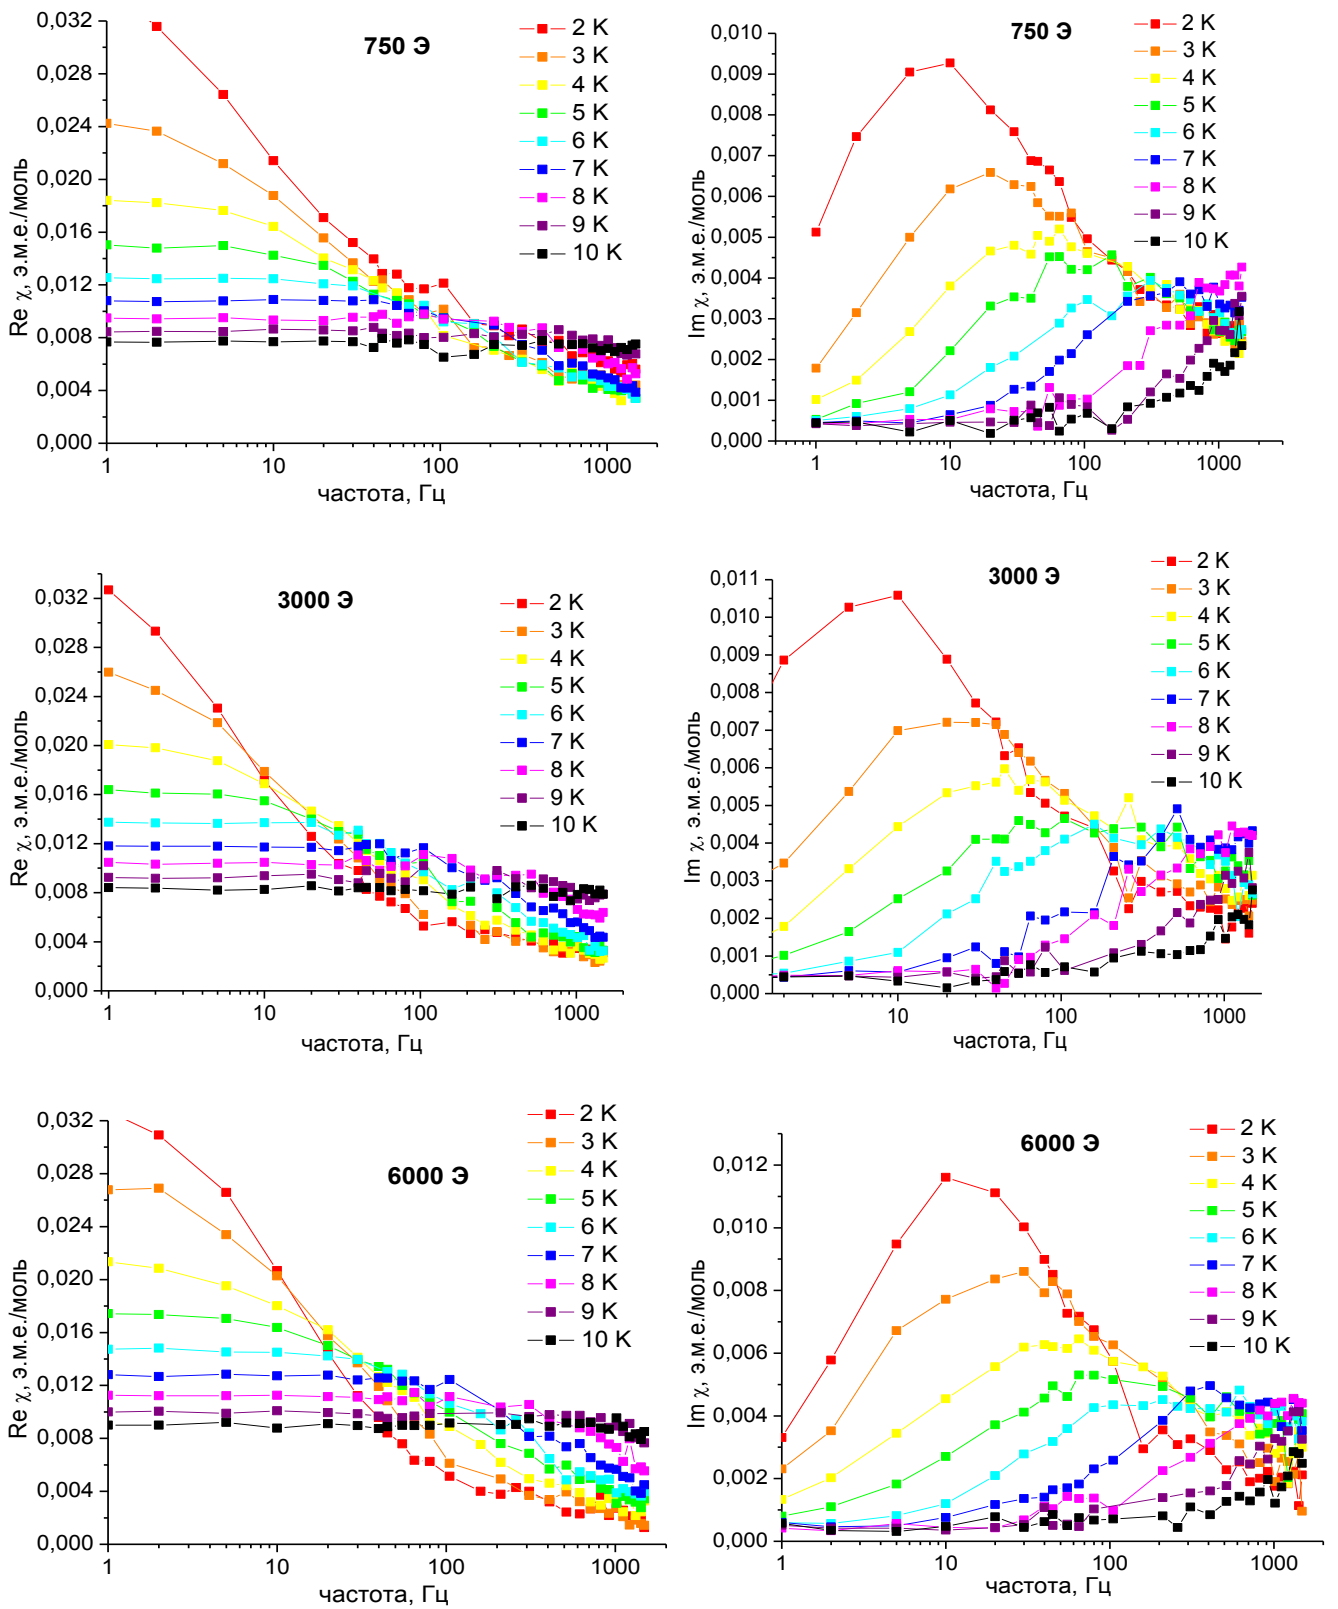 750 Э
Re χ, э.м.е./моль
0,032
0,028
0,024
0,020
0,016
0,012
0,008
0,004
0,000
1
10
100
1000
частота, Гц
2 K
3 K
4 K
5 K
6 K
7 K
8 K
9 K
10 K
750 Э
Im χ, э.м.е./моль
0,010
0,009
0,008
0,007
0,006
0,005
0,004
0,003
0,002
0,001
0,000
1
10
100
1000
частота, Гц
2 K
3 K
4 K
5 K
6 K
7 K
8 K
9 K
10 K
3000 Э
Re χ, э.м.е./моль
0,032
0,028
0,024
0,020
0,016
0,012
0,008
0,004
0,000
1
10
100
1000
частота, Гц
2 K
3 K
4 K
5 K
6 K
7 K
8 K
9 K
10 K
3000 Э
Im χ, э.м.е./моль
0,011
0,010
0,009
0,008
0,007
0,006
0,005
0,004
0,003
0,002
0,001
0,000
10
100
1000
частота, Гц
2 K
3 K
4 K
5 K
6 K
7 K
8 K
9 K
10 K
6000 Э
Re χ, э.м.е./моль
0,032
0,028
0,024
0,020
0,016
0,012
0,008
0,004
0,000
1
10
100
1000
частота, Гц
2 K
3 K
4 K
5 K
6 K
7 K
8 K
9 K
10 K
6000 Э
Im χ, э.м.е./моль
0,012
0,010
0,008
0,006
0,004
0,002
0,000
1
10
100
1000
частота, Гц
2 K
3 K
4 K
5 K
6 K
7 K
8 K
9 K
10 K